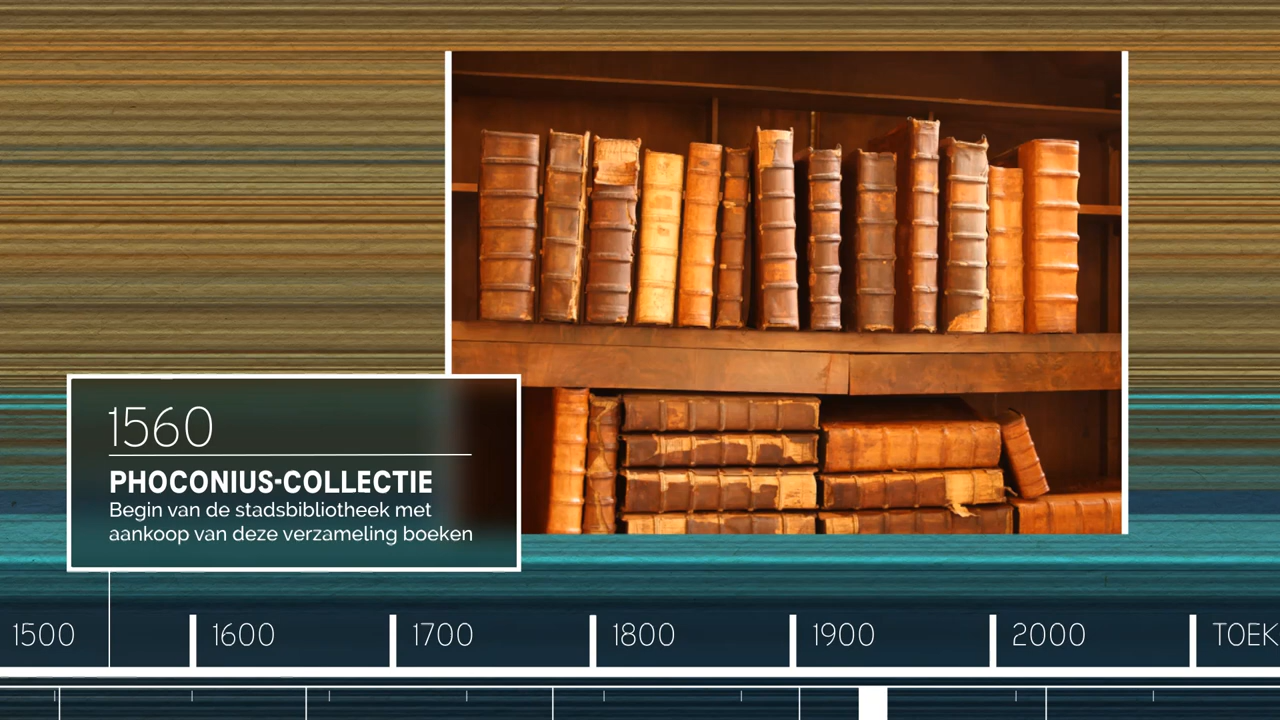 1560
PHOCONIUS-COLLECTIE
Begin van de stadsbibliotheek met
aankoop van deze verzameling boeken
1500 1600 1700 1800 1900 2000 TOEK